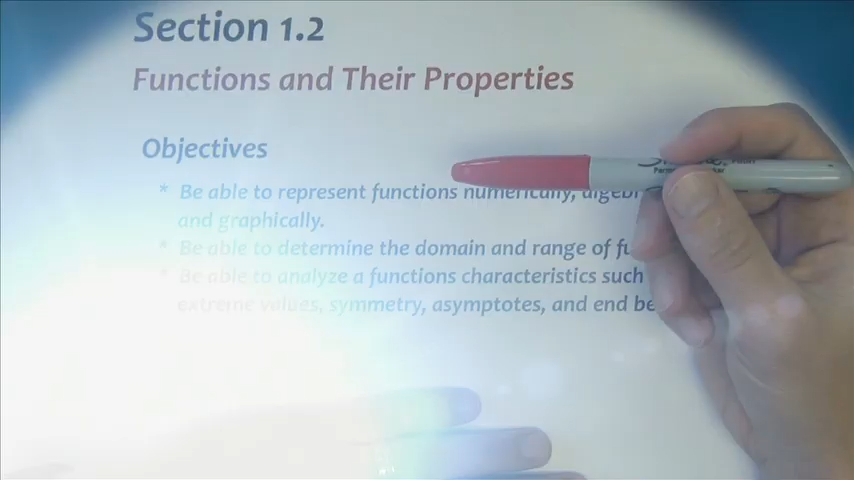 Section 1.2
Functions and Their Properties
Objectives
* Be able to represent functions numerically,
and graphically.
* Be able to determine the domain and range of
* Be able to analyze a functions characteristics such
extreme values, symmetry, asymptotes, and end